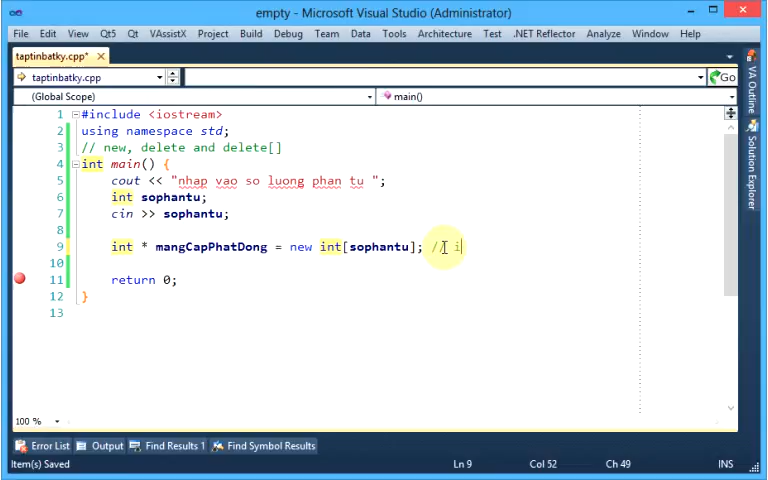 empty - Microsoft Visual Studio (Administrator)
File Edit View Qt5 Qt VAssistX Project Build Debug Team Data Tools Architecture Test .NET Reflector Analyze Window Help
taptinbatky.cpp*
taptinbatky.cpp Go
(Global Scope) main()
1 #include <iostream>
2 using namespace std;
3 // new, delete and delete[]
4 int main() {
5 cout << "nhap vao so luong phan tu ";
6 int sophantu;
7 cin >> sophantu;
8
9 int * mangCapPhatDong = new int[sophantu]; // i
10
11 return 0;
12 }
13
VA Outline
Solution Explorer
100 %
Error List Output Find Results 1 Find Symbol Results
Item(s) Saved Ln 9 Col 52 Ch 49 INS